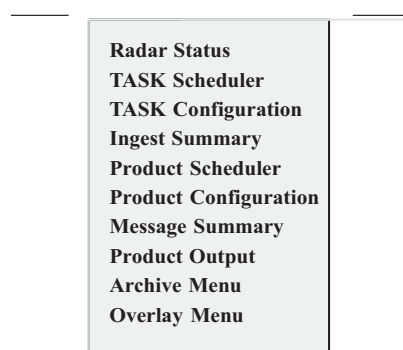 Radar Status
TASK Scheduler
TASK Configuration
Ingest Summary
Product Scheduler
Product Configuration
Message Summary
Product Output
Archive Menu
Overlay Menu